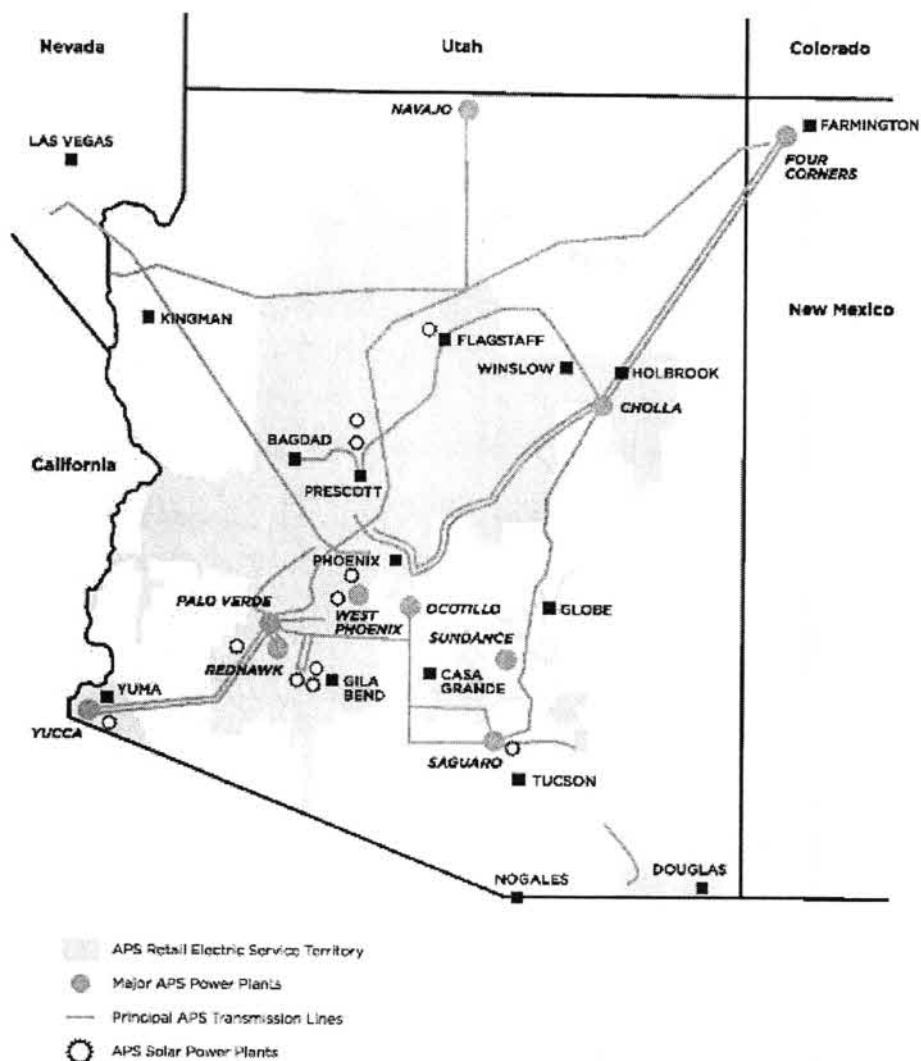 Nevada
Utah
Colorado
NAVAJO
FARMINGTON
LAS VEGAS
FOUR
CORNERS
KINGMAN
New Mexico
FLAGSTAFF
WINSLOW
HOLBROOK
CHOLLA
BAGDAD
California
PRESCOTT
PHOENIX
PALO VERDE
WEST
PHOENIX
OCOTILLO
GLOBE
SUNDANCE
REDHAWK
GILA
BEND
CASA
GRANDE
YUMA
YUCCA
SAGUARO
TUCSON
DOUGLAS
NOGALES
APS Retail Electric Service Territory
Major APS Power Plants
Principal APS Transmission Lines
APS Solar Power Plants